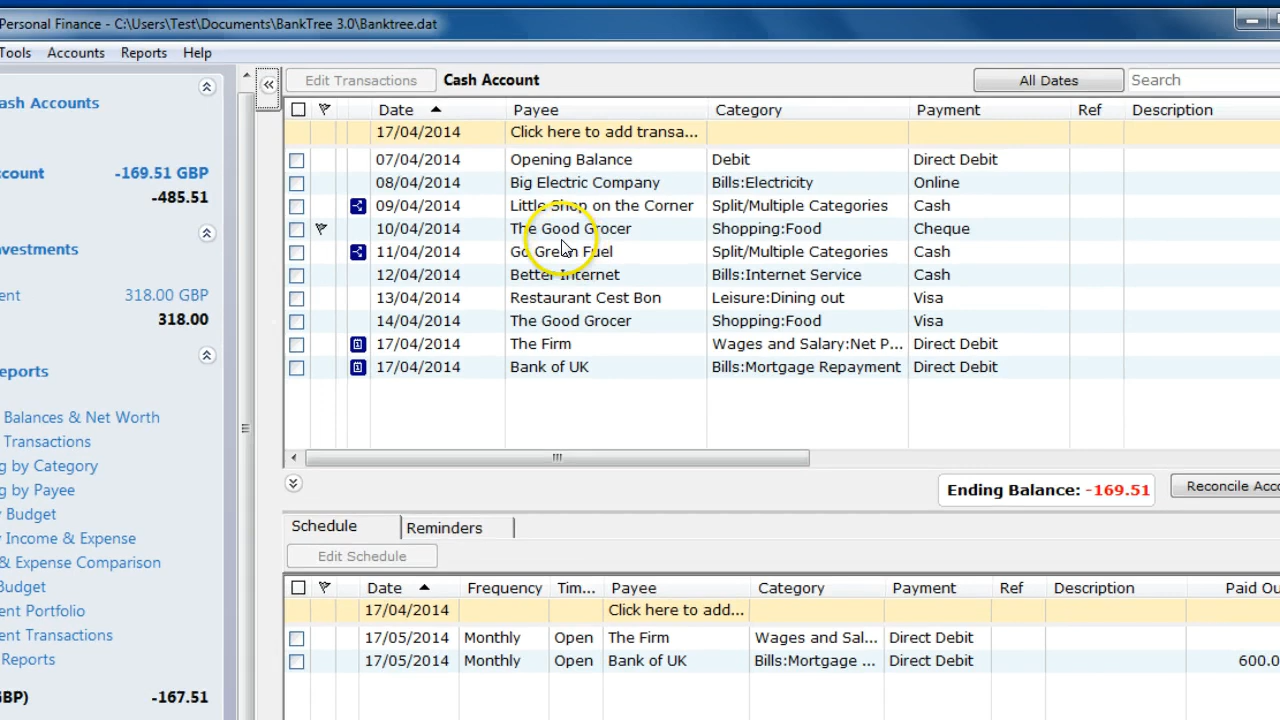 Personal Finance - C:\Users\Test\Documents\BankTree 3.0\Banktree.dat
Tools Accounts Reports Help
ash Accounts
ccount -169.51 GBP
-485.51
nvestments
ent 318.00 GBP
318.00
eports
Balances & Net Worth
Transactions
g by Category
g by Payee
y Budget
y Income & Expense
& Expense Comparison
Budget
ent Portfolio
ent Transactions
Reports
GBP) -167.51
Edit Transactions Cash Account All Dates Search
Date Payee Category Payment Ref Description
17/04/2014 Click here to add transa...
07/04/2014 Opening Balance Debit Direct Debit
08/04/2014 Big Electric Company Bills:Electricity Online
09/04/2014 Little Shop on the Corner Split/Multiple Categories Cash
10/04/2014 The Good Grocer Shopping:Food Cheque
11/04/2014 Go Green Fuel Split/Multiple Categories Cash
12/04/2014 Better Internet Bills:Internet Service Cash
13/04/2014 Restaurant Cest Bon Leisure:Dining out Visa
14/04/2014 The Good Grocer Shopping:Food Visa
17/04/2014 The Firm Wages and Salary:Net P... Direct Debit
17/04/2014 Bank of UK Bills:Mortgage Repayment Direct Debit
Ending Balance: -169.51 Reconcile Acco
Schedule Reminders
Edit Schedule
Date Frequency Tim... Payee Category Payment Ref Description Paid Ou
17/04/2014 Click here to add...
17/05/2014 Monthly Open The Firm Wages and Sal... Direct Debit
17/05/2014 Monthly Open Bank of UK Bills:Mortgage ... Direct Debit 600.0